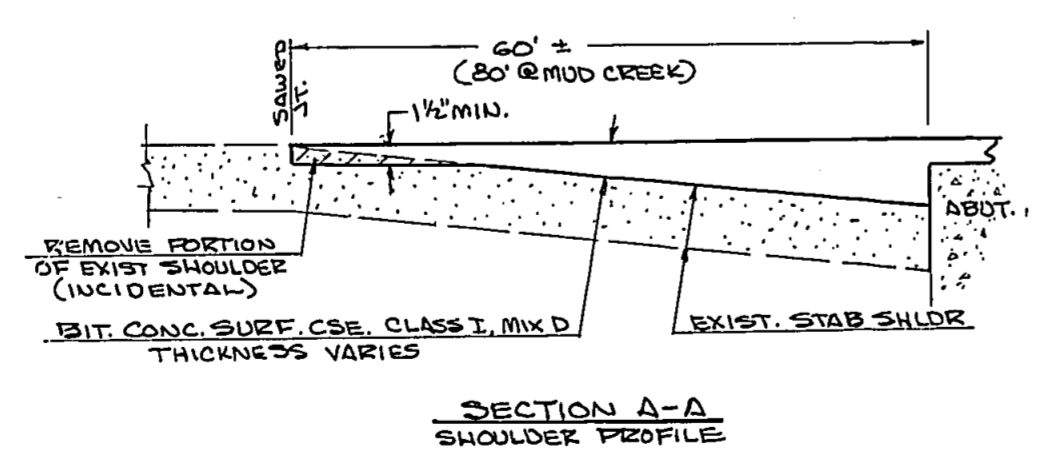 60' ±
(80' @ MUD CREEK)
SAWED
JT.
1½" MIN.
ABUT.
REMOVE PORTION
OF EXIST SHOULDER
(INCIDENTAL)
BIT. CONC. SURF. CSE. CLASS I, MIX D
THICKNESS VARIES
EXIST. STAB SHLDR
SECTION A-A
SHOULDER PROFILE